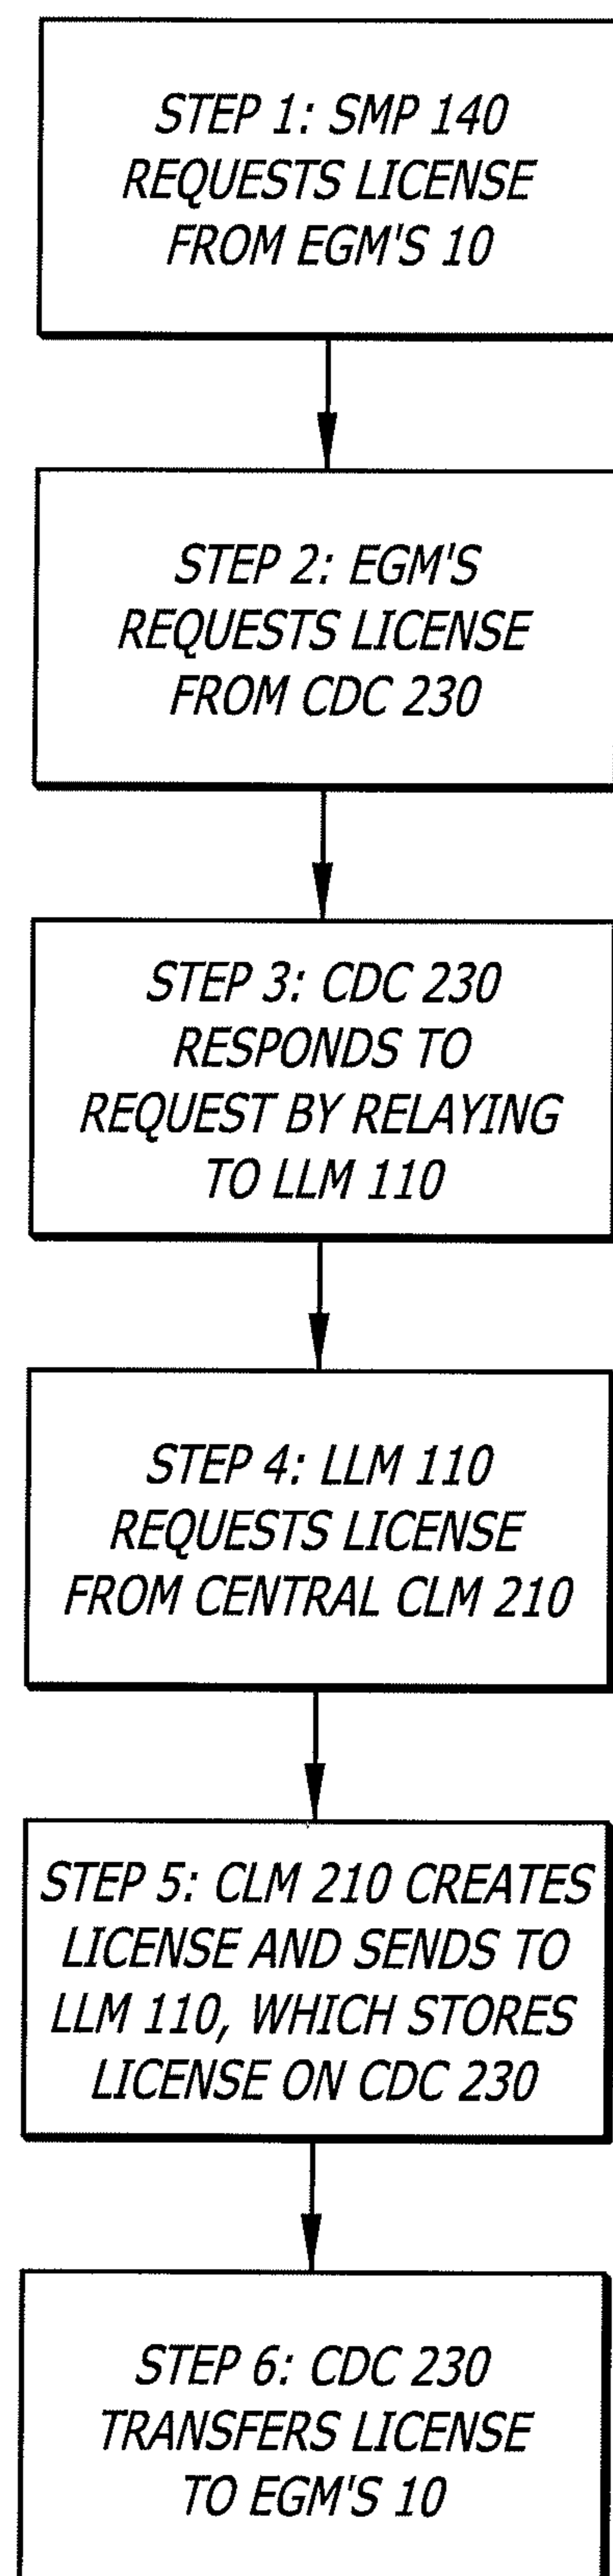 STEP 1: SMP 140
REQUESTS LICENSE
FROM EGM'S 10
STEP 2: EGM'S
REQUESTS LICENSE
FROM CDC 230
STEP 3: CDC 230
RESPONDS TO
REQUEST BY RELAYING
TO LLM 110
STEP 4: LLM 110
REQUESTS LICENSE
FROM CENTRAL CLM 210
STEP 5: CLM 210 CREATES
LICENSE AND SENDS TO
LLM 110, WHICH STORES
LICENSE ON CDC 230
STEP 6: CDC 230
TRANSFERS LICENSE
TO EGM'S 10